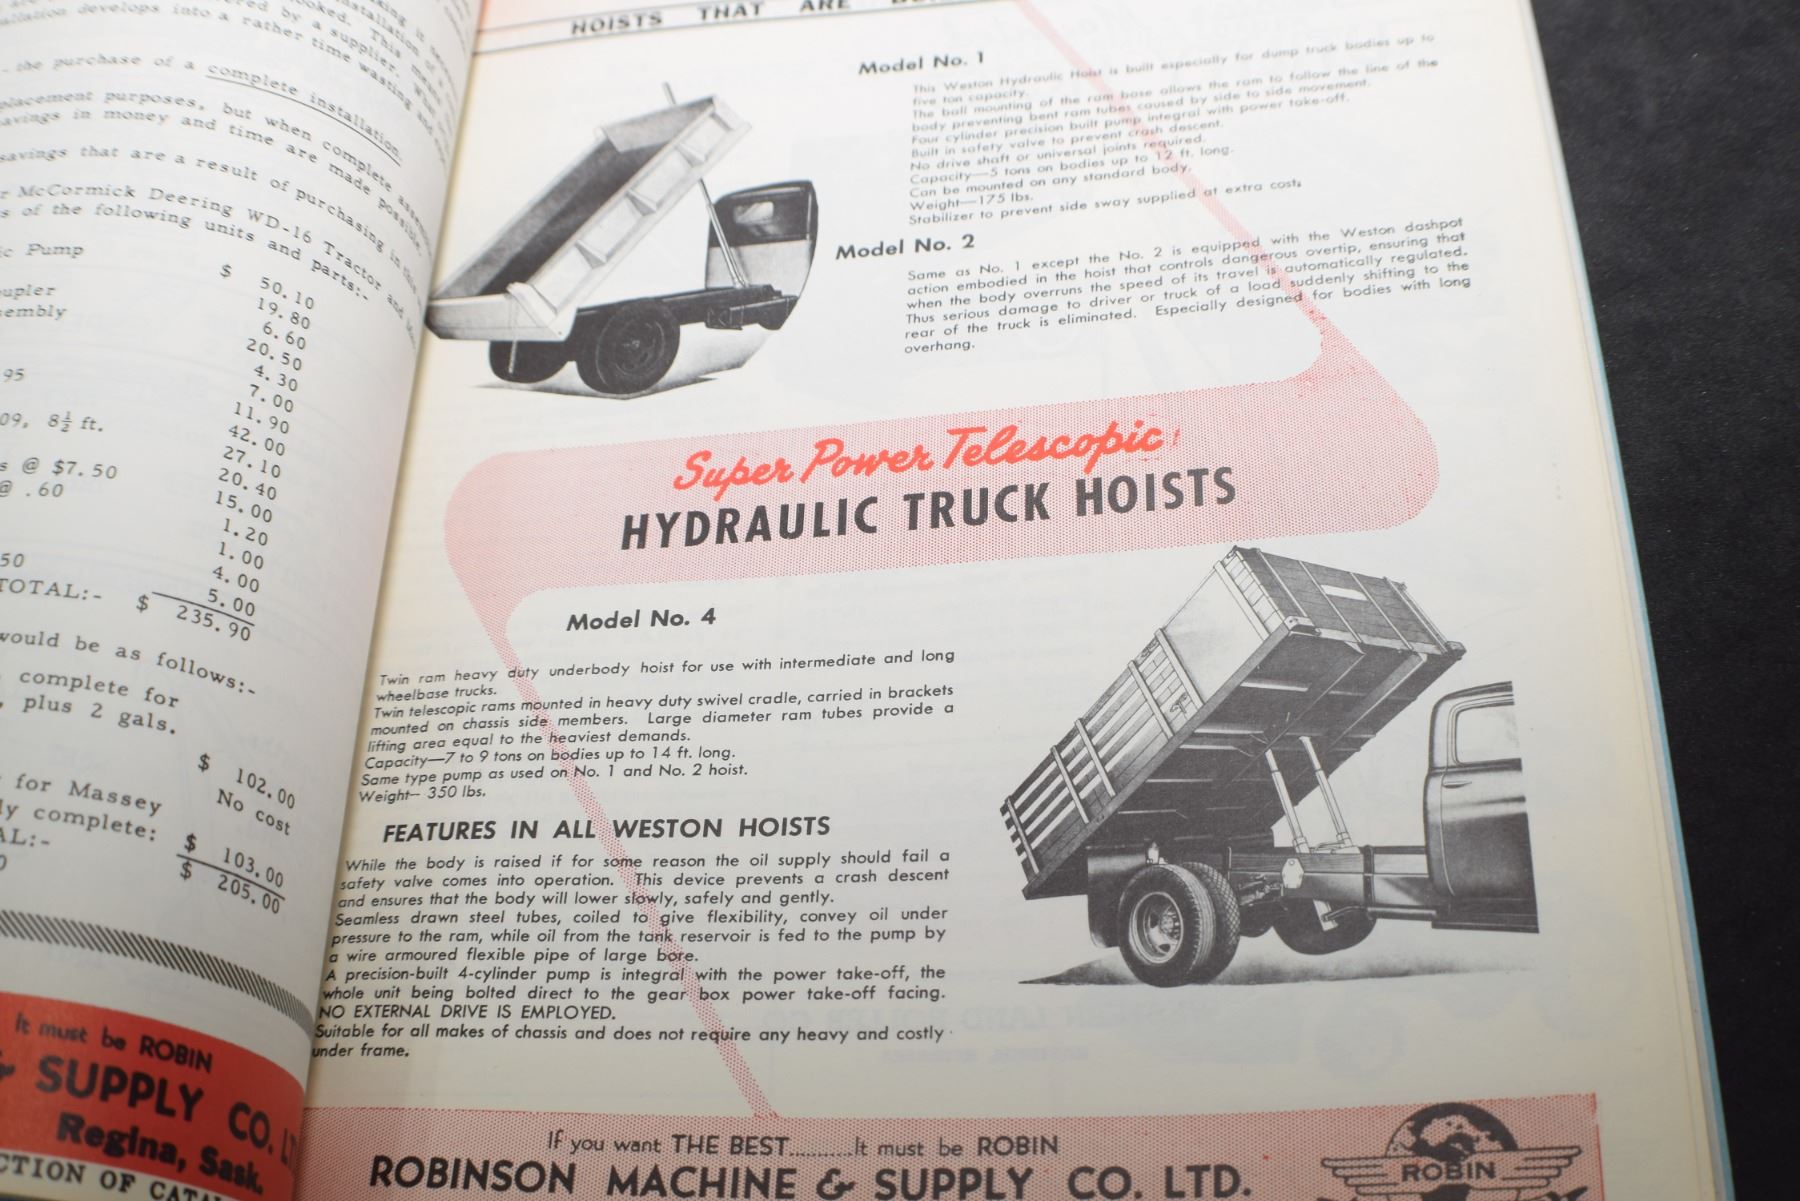 - the purchase of a complete installation.
placement purposes, but when complete
savings in money and time are made possible.
savings that are a result of purchasing in this
r McCormick Deering WD-16 Tractor and
s of the following units and parts:-
ic Pump
$ 50.10
upler 19.80
embly 6.60
20.50
4.30
95 7.00
11.90
09, 8½ ft. 42.00
27.10
s @ $7.50 20.40
@ .60 15.00
1.20
1.00
4.00
50 5.00
TOTAL:- $ 235.90
would be as follows:-
complete for
, plus 2 gals.
$ 102.00
No cost
for Massey
ly complete: $ 103.00
AL:- $ 205.00
It must be ROBIN
& SUPPLY CO.
Regina, Sask.
CTION OF
HOISTS THAT ARE
Model No. 1
This Weston Hydraulic Hoist is built especially for dump truck bodies up to
five ton capacity.
The ball mounting of the ram base allows the ram to follow the line of the
body preventing bent ram tubes caused by side to side movement.
Four cylinder precision built pump integral with power take-off.
Built in safety valve to prevent crash descent.
No drive shaft or universal joints required.
Capacity—5 tons on bodies up to 12 ft. long.
Can be mounted on any standard body.
Weight—175 lbs.
Stabilizer to prevent side sway supplied at extra cost.
Model No. 2
Same as No. 1 except the No. 2 is equipped with the Weston dashpot
action embodied in the hoist that controls dangerous overtip, ensuring that
when the body overruns the speed of its travel is automatically regulated.
Thus serious damage to driver or truck of a load suddenly shifting to the
rear of the truck is eliminated. Especially designed for bodies with long
overhang.
Super Power Telescopic
HYDRAULIC TRUCK HOISTS
Model No. 4
Twin ram heavy duty underbody hoist for use with intermediate and long
wheelbase trucks.
Twin telescopic rams mounted in heavy duty swivel cradle, carried in brackets
mounted on chassis side members. Large diameter ram tubes provide a
lifting area equal to the heaviest demands.
Capacity—7 to 9 tons on bodies up to 14 ft. long.
Same type pump as used on No. 1 and No. 2 hoist.
Weight— 350 lbs.
FEATURES IN ALL WESTON HOISTS
While the body is raised if for some reason the oil supply should fail a
safety valve comes into operation. This device prevents a crash descent
and ensures that the body will lower slowly, safely and gently.
Seamless drawn steel tubes, coiled to give flexibility, convey oil under
pressure to the ram, while oil from the tank reservoir is fed to the pump by
a wire armoured flexible pipe of large bore.
A precision-built 4-cylinder pump is integral with the power take-off, the
whole unit being bolted direct to the gear box power take-off facing.
NO EXTERNAL DRIVE IS EMPLOYED.
Suitable for all makes of chassis and does not require any heavy and costly
under frame.
If you want THE BEST...........It must be ROBIN
ROBINSON MACHINE & SUPPLY CO. LTD.
ROBIN